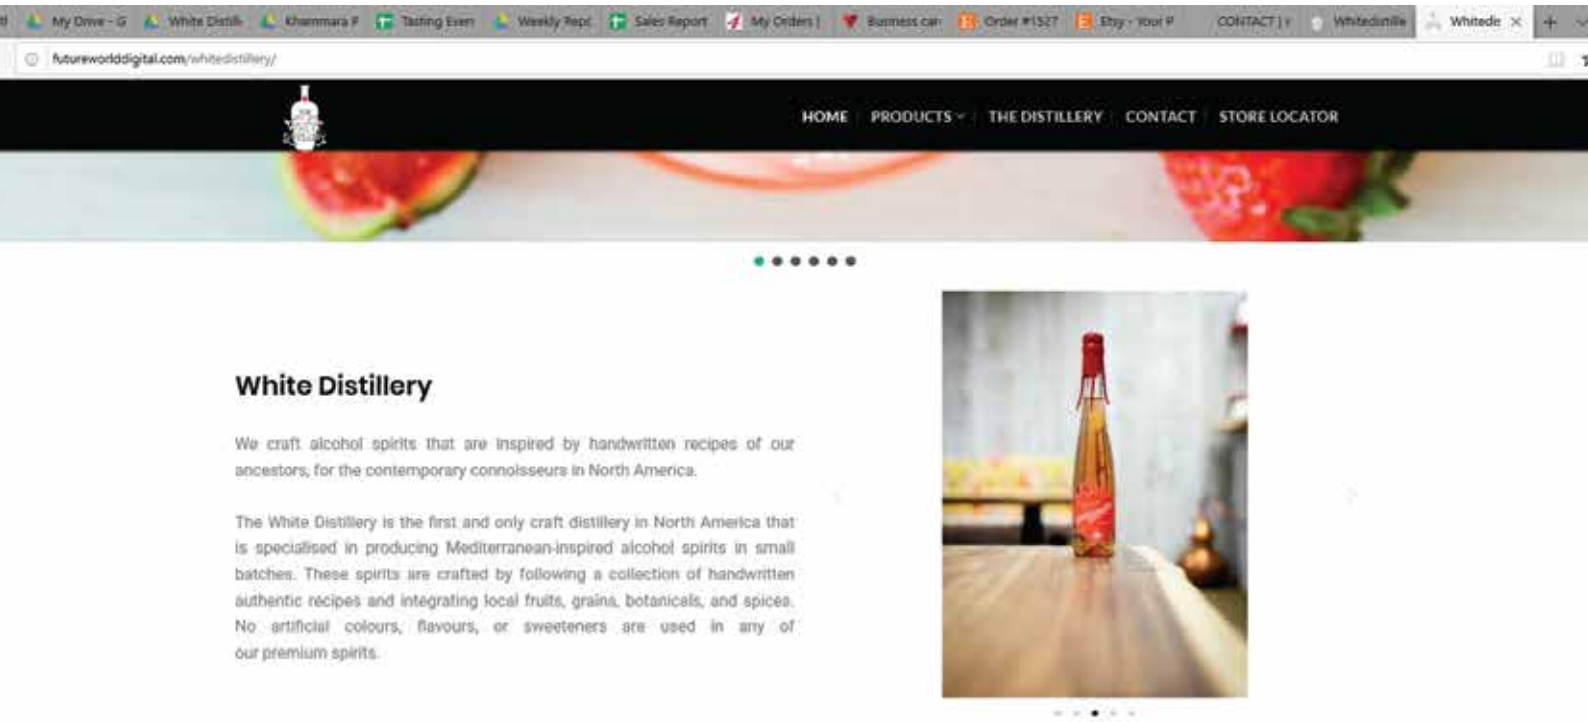 My Drive - G
White Distill
Khammara P
Tasting Even
Weekly Repc
Sales Report
My Orders |
Business car
Order #1527
Etsy - Your P
CONTACT |
Whitedistille
Whitede
futureworlddigital.com/whitedistillery/
HOME PRODUCTS THE DISTILLERY CONTACT STORE LOCATOR
White Distillery
We craft alcohol spirits that are inspired by handwritten recipes of our
ancestors, for the contemporary connoisseurs in North America.
The White Distillery is the first and only craft distillery in North America that
is specialised in producing Mediterranean-inspired alcohol spirits in small
batches. These spirits are crafted by following a collection of handwritten
authentic recipes and integrating local fruits, grains, botanicals, and spices.
No artificial colours, flavours, or sweeteners are used in any of
our premium spirits.